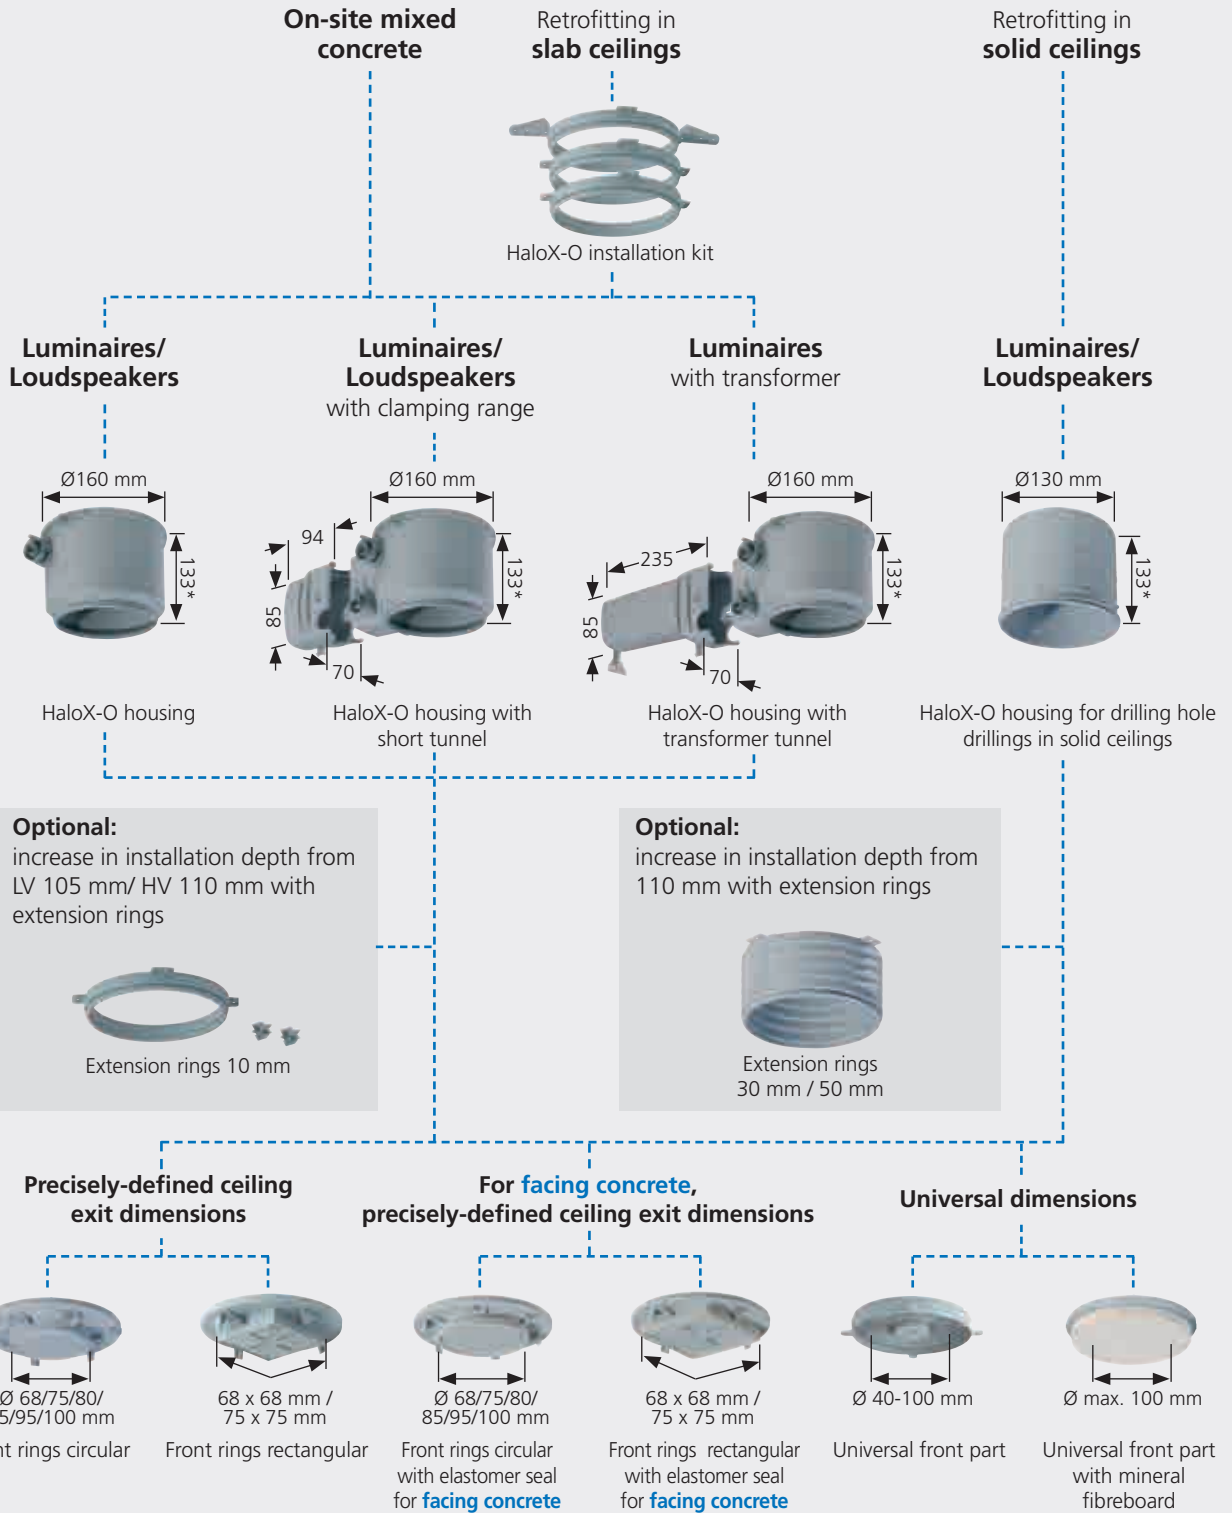 On-site mixed
concrete
Retrofitting in
slab ceilings
Retrofitting in
solid ceilings
HaloX-O installation kit
Luminaires/
Loudspeakers
Luminaires/
Loudspeakers
with clamping range
Luminaires
with transformer
Luminaires/
Loudspeakers
Ø160 mm
133*
Ø160 mm
94
133*
85
70
Ø160 mm
235
133*
85
70
Ø130 mm
133*
HaloX-O housing
HaloX-O housing with
short tunnel
HaloX-O housing with
transformer tunnel
HaloX-O housing for drilling hole
drillings in solid ceilings
Optional:
increase in installation depth from
LV 105 mm/ HV 110 mm with
extension rings
Extension rings 10 mm
Optional:
increase in installation depth from
110 mm with extension rings
Extension rings
30 mm / 50 mm
Precisely-defined ceiling
exit dimensions
For facing concrete,
precisely-defined ceiling exit dimensions
Universal dimensions
Ø 68/75/80/
5/95/100 mm
nt rings circular
68 x 68 mm /
75 x 75 mm
Front rings rectangular
Ø 68/75/80/
85/95/100 mm
Front rings circular
with elastomer seal
for facing concrete
68 x 68 mm /
75 x 75 mm
Front rings rectangular
with elastomer seal
for facing concrete
Ø 40-100 mm
Universal front part
Ø max. 100 mm
Universal front part
with mineral
fibreboard